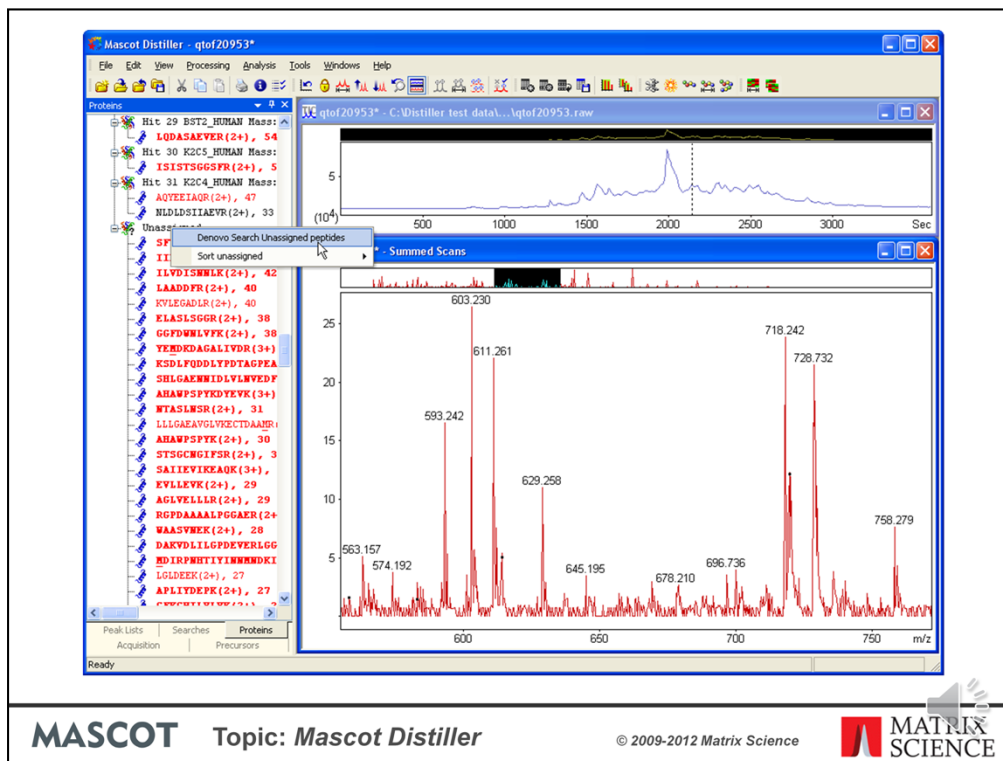 Mascot Distiller - qtof20953*
File Edit View Processing Analysis Tools Windows Help
Proteins
Hit 29 BST2_HUMAN Mass:
LQDASAEVER(2+), 54
Hit 30 K2C5_HUMAN Mass:
ISISTSGGSFR(2+), 5
Hit 31 K2C4_HUMAN Mass:
AQYEEIAQR(2+), 47
NLDLDSIIAEVR(2+), 33
Unassigned
Denovo Search Unassigned peptides
Sort unassigned
SF
II
ILVDISNNLK(2+), 42
LAADDFR(2+), 40
KVLEGADLR(2+), 40
ELASLSGGR(2+), 38
GGFDWNLVFK(2+), 38
YEMDKDAGALIVDR(3+)
KSDLFQDDLYPDTAGPEA
SHLGAENNIDLVLNVEDF
AHAWPSPYKDYEVK(3+)
NTASLNSR(2+), 31
LLLGAEAVGLVKECTDAAMR(
AHAWPSPYK(2+), 30
STSGCNGIFSR(2+), 3
SAIIEVIKEAQK(3+),
EVLLEVK(2+), 29
AGLVELLLR(2+), 29
RGPDAAAALPGGAER(2+
WAASVWEK(2+), 28
DAKVDLILGPDEVERLGG
MDIRPNHTIYINNMNDKI
LGLDEEK(2+), 27
APLIYDEPK(2+), 27
Peak Lists Searches Proteins
Acquisition Precursors
Ready
qtof20953* - C:\Distiller test data\...\qtof20953.raw
5
(10⁴)
500 1000 1500 2000 2500 3000 Sec
* - Summed Scans
603.230
25
718.242
611.261
728.732
20
593.242
15
629.258
10
758.279
563.157
5
574.192
645.195
678.210
696.736
600 650 700 750 m/z
MASCOT
Topic: Mascot Distiller
© 2009-2012 Matrix Science
MATRIX
SCIENCE